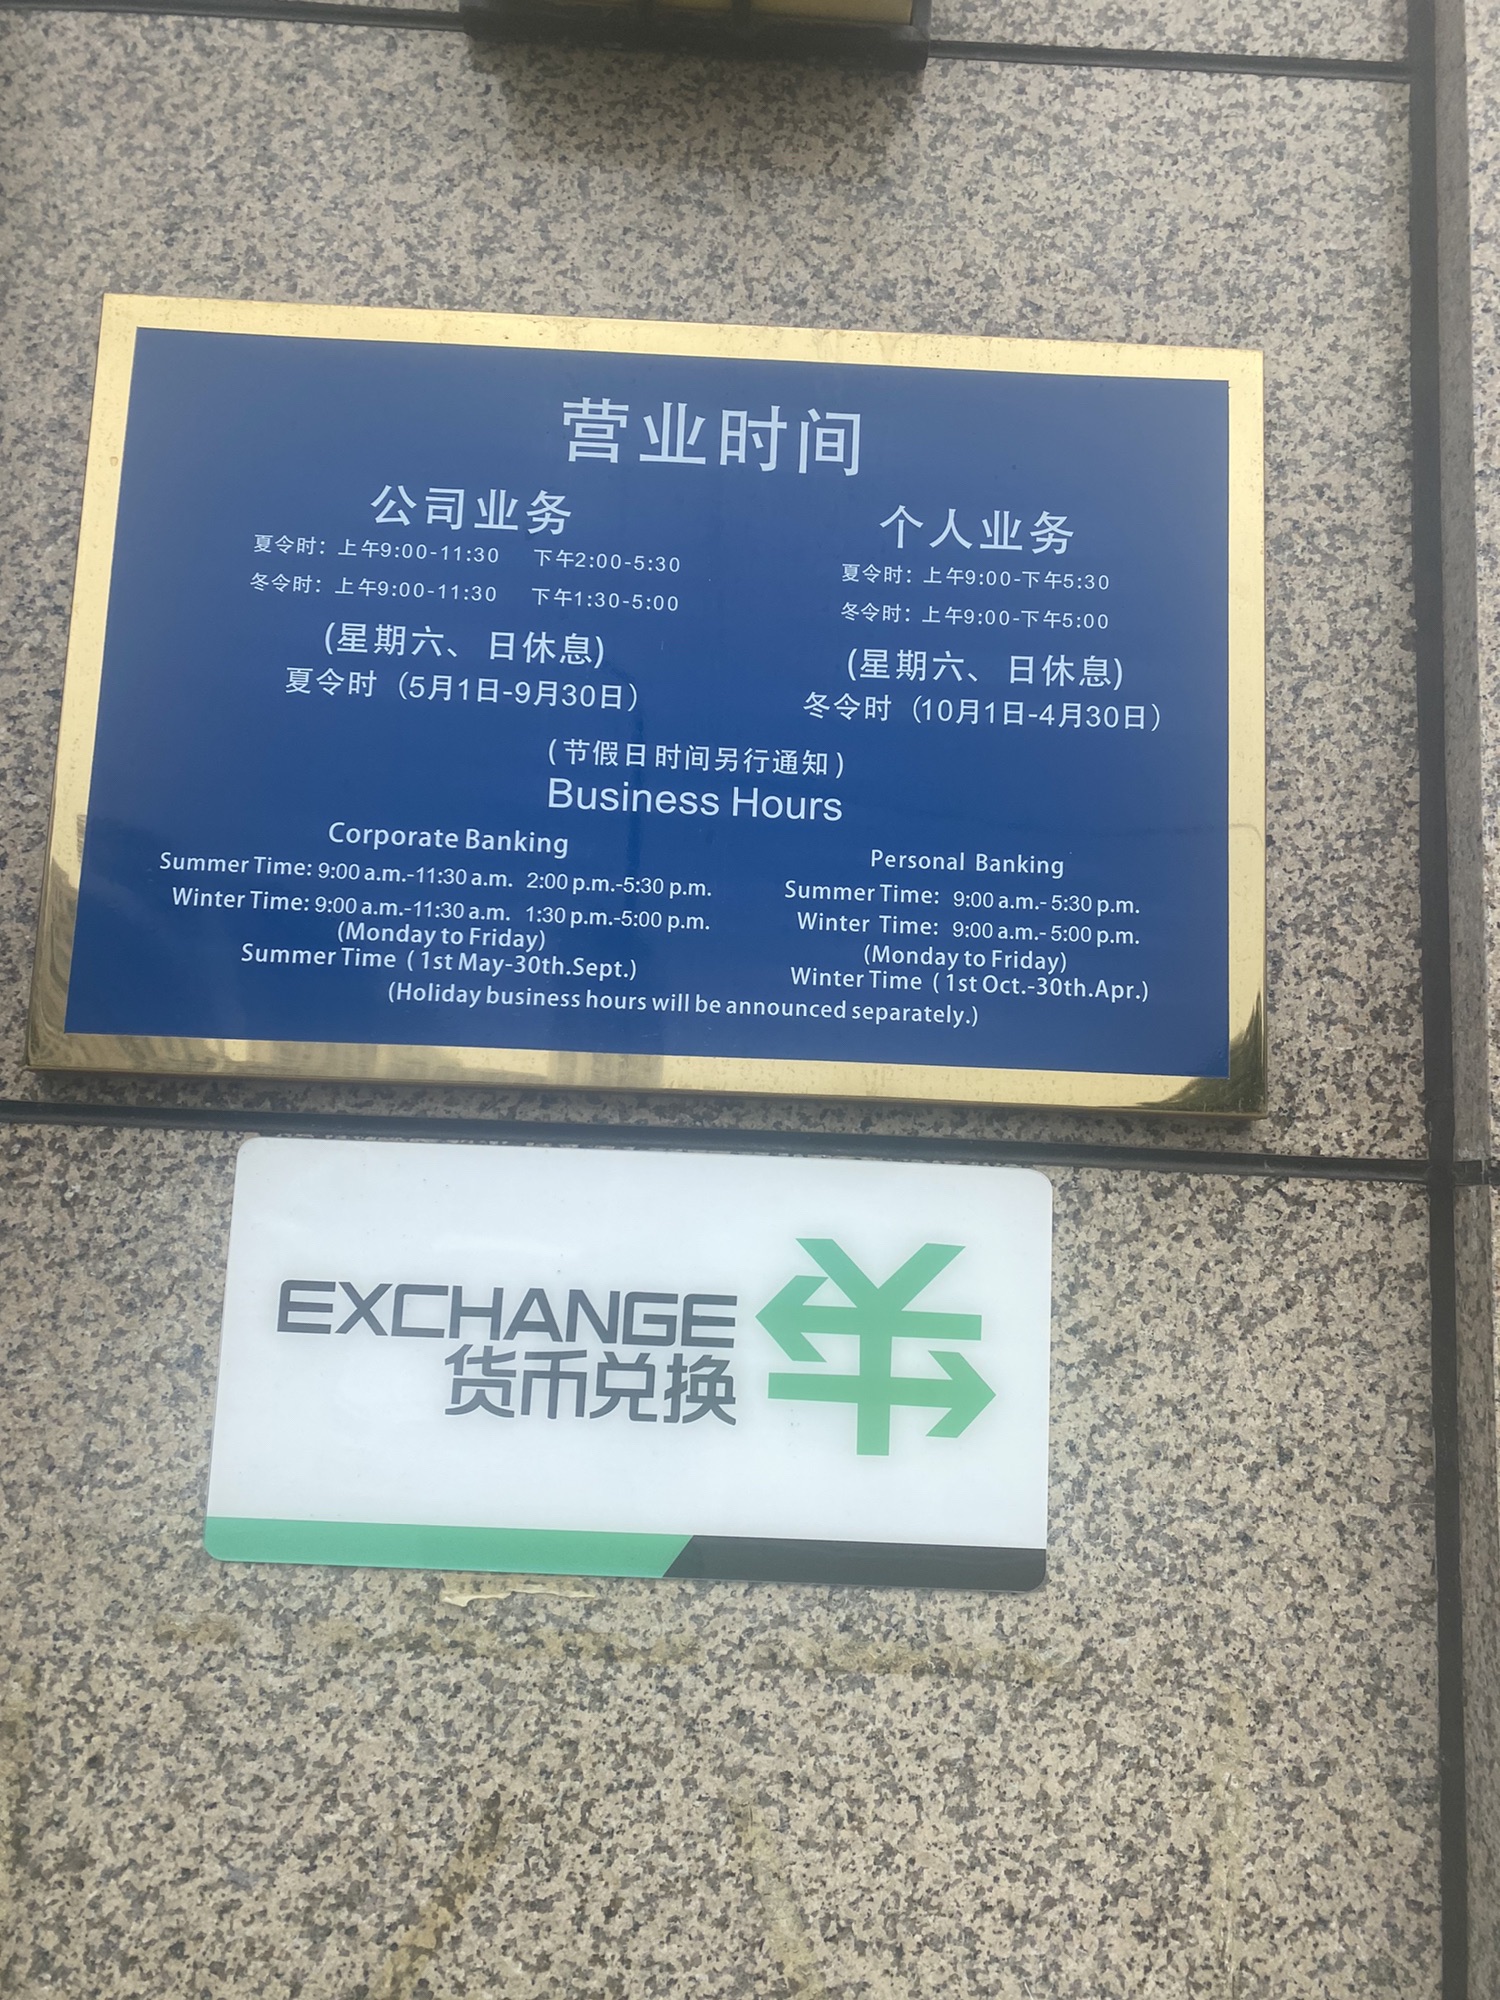 营业时间
公司业务
夏令时：上午9:00-11:30 下午2:00-5:30
冬令时：上午9:00-11:30 下午1:30-5:00
(星期六、日休息)
夏令时（5月1日-9月30日）
个人业务
夏令时：上午9:00-下午5:30
冬令时：上午9:00-下午5:00
(星期六、日休息)
冬令时（10月1日-4月30日）
(节假日时间另行通知)
Business Hours
Corporate Banking
Summer Time: 9:00 a.m.-11:30 a.m. 2:00 p.m.-5:30 p.m.
Winter Time: 9:00 a.m.-11:30 a.m. 1:30 p.m.-5:00 p.m.
(Monday to Friday)
Summer Time ( 1st May-30th.Sept.)
Personal Banking
Summer Time: 9:00 a.m.- 5:30 p.m.
Winter Time: 9:00 a.m.- 5:00 p.m.
(Monday to Friday)
Winter Time ( 1st Oct.-30th.Apr.)
(Holiday business hours will be announced separately.)
EXCHANGE
货币兑换